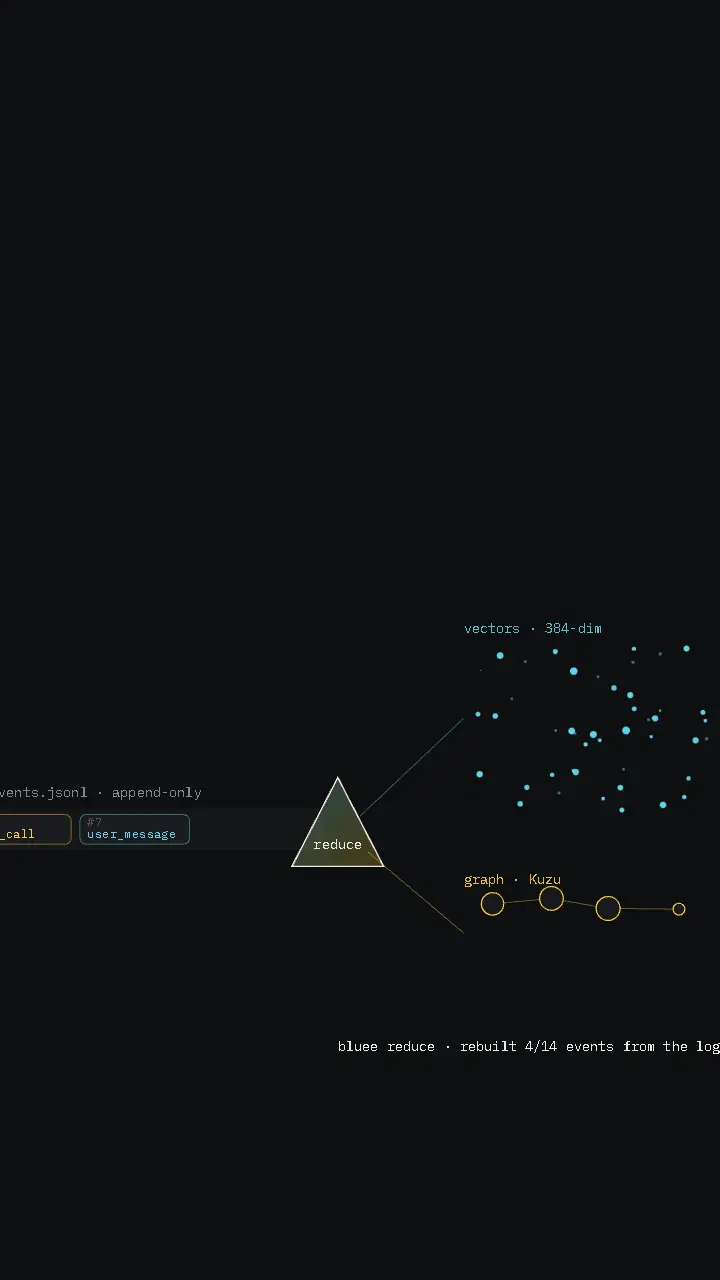 vectors · 384-dim
vents.jsonl · append-only
#7
_call
user_message
reduce
graph · Kuzu
bluee reduce · rebuilt 4/14 events from the log